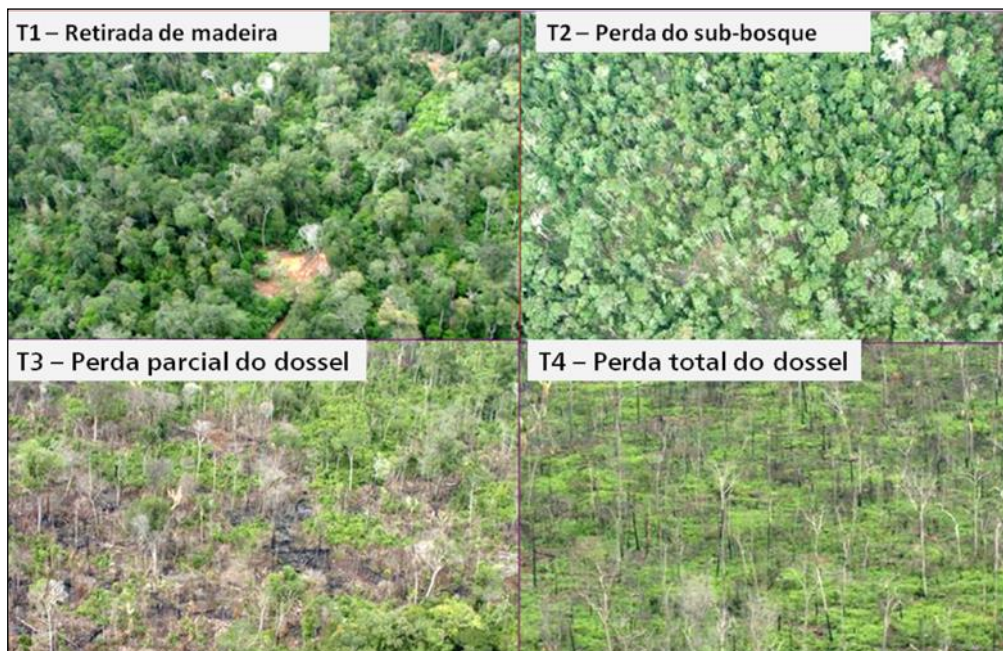 T1 – Retirada de madeira
T2 – Perda do sub-bosque
T3 – Perda parcial do dossel
T4 – Perda total do dossel